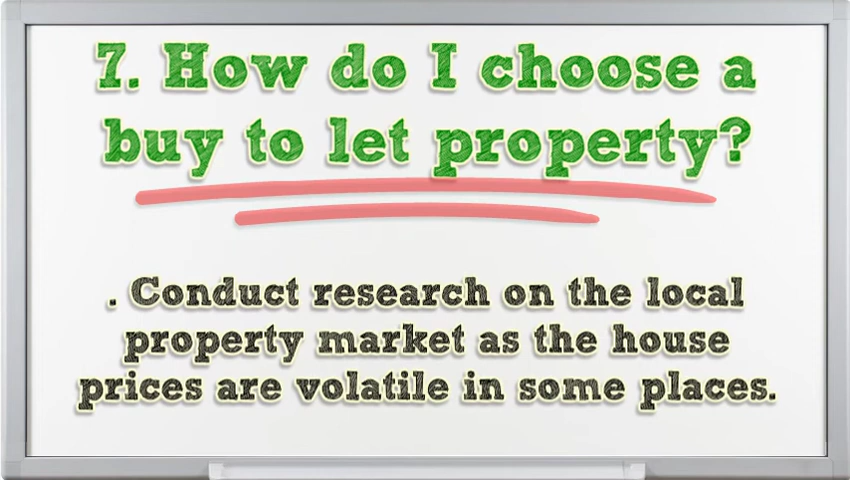 7. How do I choose a
buy to let property?
. Conduct research on the local
property market as the house
prices are volatile in some places.